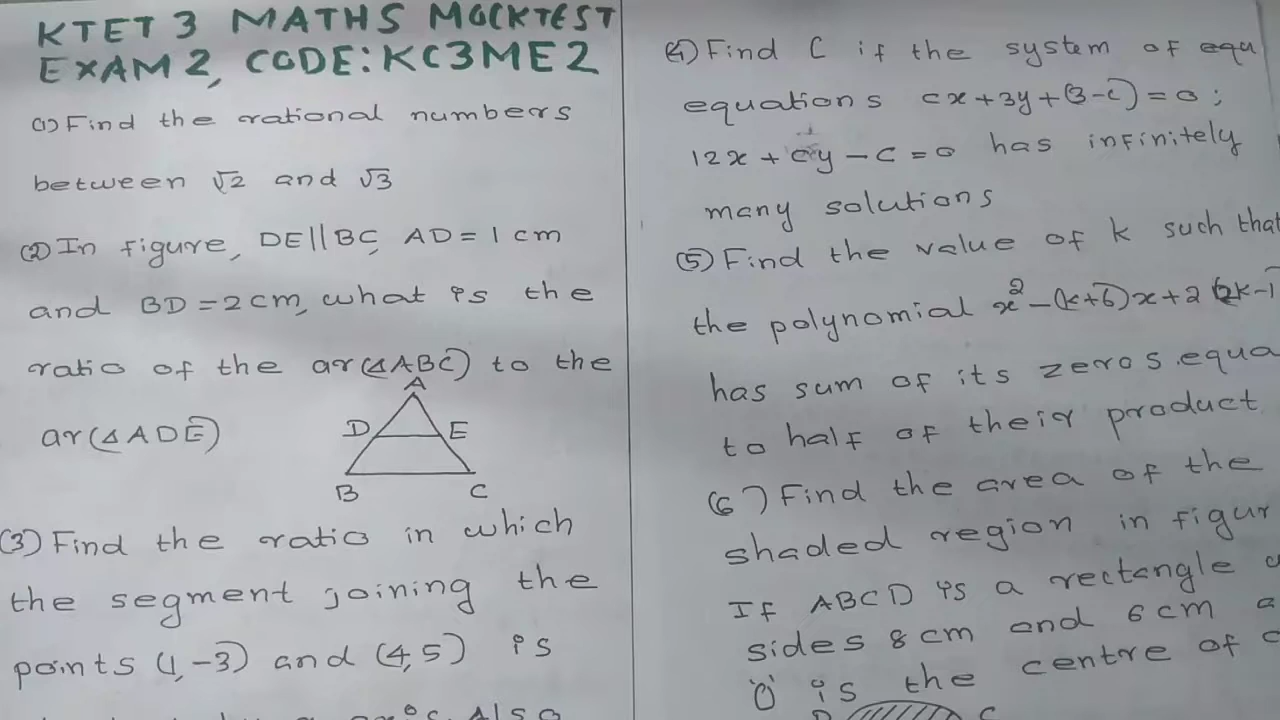 KTET 3 MATHS MOCKTEST
EXAM 2, CODE: KC3ME2
(1) Find the rational numbers
between √2 and √3
(2) In figure, DE||BC, AD = 1 cm
and BD = 2 cm, what is the
ratio of the ar(△ABC) to the
ar(△ADE)
A
D E
B C
(3) Find the ratio in which
the segment joining the
points (1, -3) and (4,5) is
Also
(4) Find C if the system of equ
equations cx + 3y + (3-c) = 0;
12x + cy - c = 0 has infinitely
many solutions
(5) Find the value of k such that
the polynomial x² - (k+6)x + 2(2k-1
has sum of its zeros equa
to half of their product
(6) Find the area of the
shaded region in figur
If ABCD is a rectangle
sides 8 cm and 6 cm a
'O' is the centre of c
D C